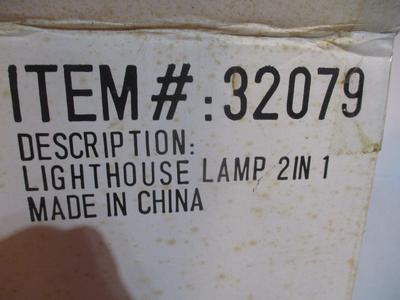 ITEM#:32079
DESCRIPTION:
LIGHTHOUSE LAMP 2IN 1
MADE IN CHINA